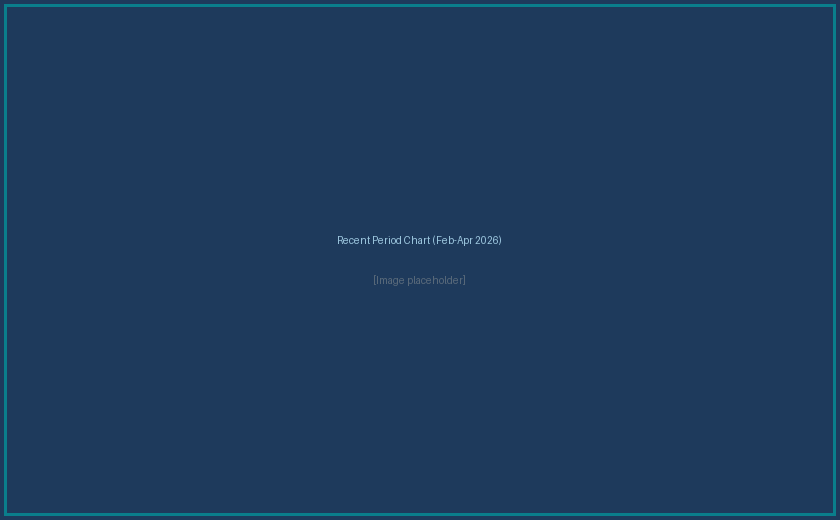 Recent Period Chart (Feb-Apr 2026)
[Image placeholder]